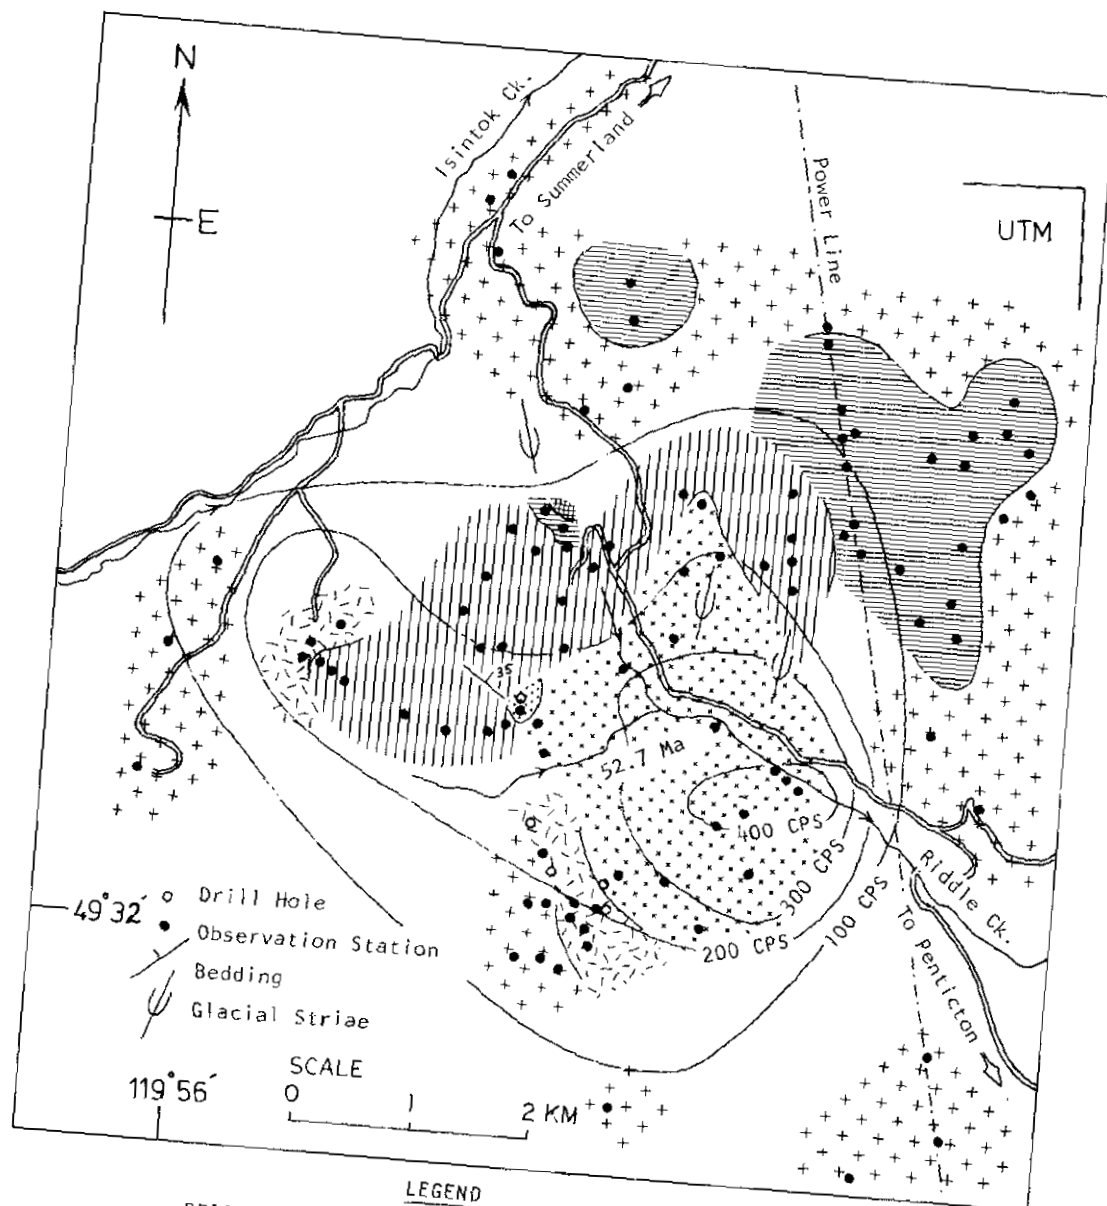 N
Isintok Ck.
To Summerland
E
Power Line
UTM
35
52.7 Ma
400 CPS
300 CPS
200 CPS
100 CPS
Riddle Ck.
To Penticton
49°32′
Drill Hole
Observation Station
Bedding
Glacial Striae
119°56′
SCALE
0
1
2 KM
LEGEND